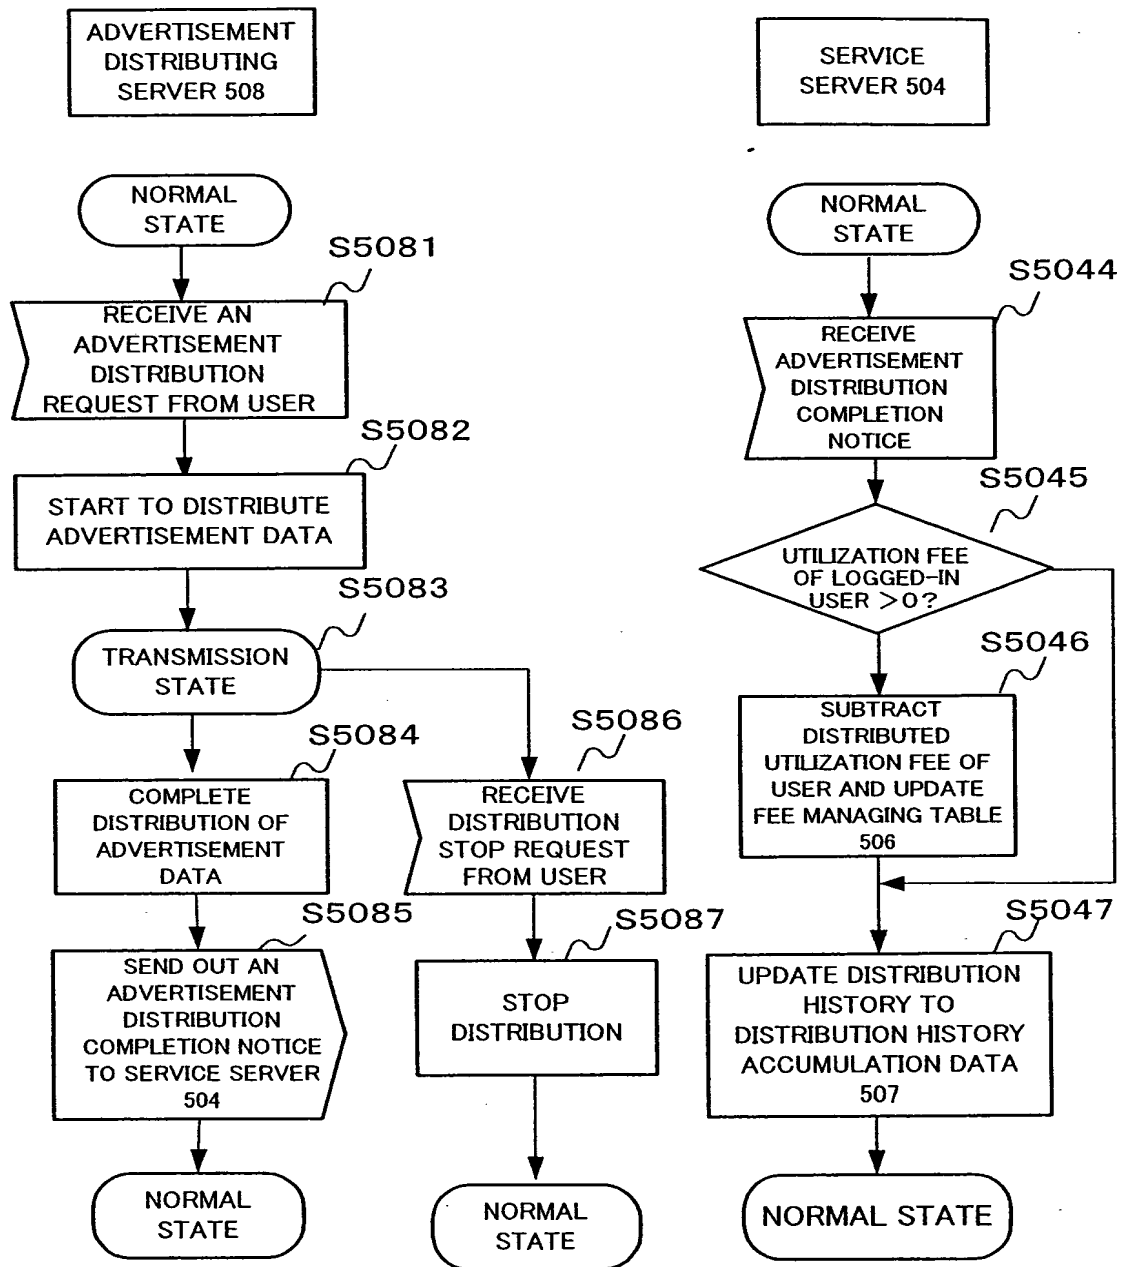 ADVERTISEMENT
DISTRIBUTING
SERVER 508
NORMAL
STATE
S5081
RECEIVE AN
ADVERTISEMENT
DISTRIBUTION
REQUEST FROM USER
S5082
START TO DISTRIBUTE
ADVERTISEMENT DATA
S5083
TRANSMISSION
STATE
S5084
COMPLETE
DISTRIBUTION OF
ADVERTISEMENT
DATA
S5085
SEND OUT AN
ADVERTISEMENT
DISTRIBUTION
COMPLETION NOTICE
TO SERVICE SERVER
504
NORMAL
STATE
S5086
RECEIVE
DISTRIBUTION
STOP REQUEST
FROM USER
S5087
STOP
DISTRIBUTION
NORMAL
STATE
SERVICE
SERVER 504
NORMAL
STATE
S5044
RECEIVE
ADVERTISEMENT
DISTRIBUTION
COMPLETION
NOTICE
S5045
UTILIZATION FEE
OF LOGGED-IN
USER >0?
S5046
SUBTRACT
DISTRIBUTED
UTILIZATION FEE OF
USER AND UPDATE
FEE MANAGING TABLE
506
S5047
UPDATE DISTRIBUTION
HISTORY TO
DISTRIBUTION HISTORY
ACCUMULATION DATA
507
NORMAL STATE